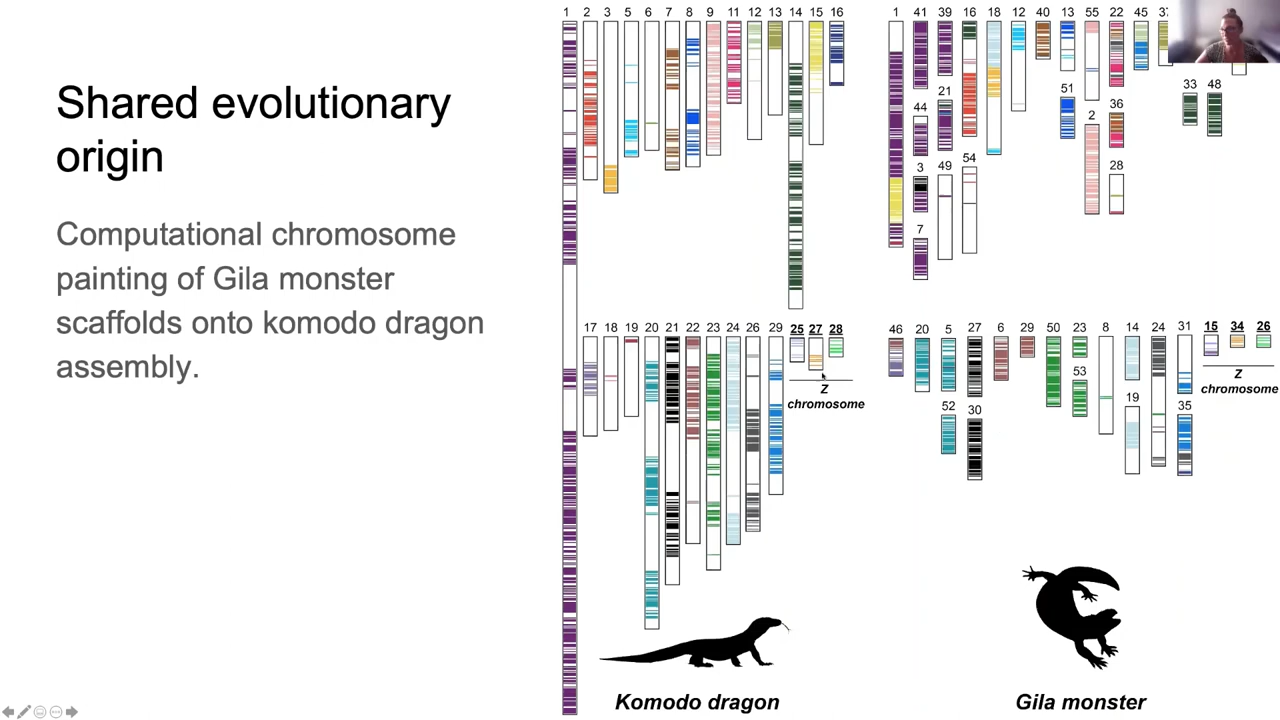 Shared evolutionary
origin
Computational chromosome
painting of Gila monster
scaffolds onto komodo dragon
assembly.
1 2 3 5 6 7 8 9 11 12 13 14 15 16
17 18 19 20 21 22 23 24 26 29 25 27 28
Z
chromosome
Komodo dragon
1 41 39 16 18 12 40 13 55 22 45 37
33 48
44 21 51 2 36
3 49 54 28
7
46 20 5 27 6 29 50 23 8 14 24 31 15 34 26
Z
chromosome
53 19 35
52 30
Gila monster